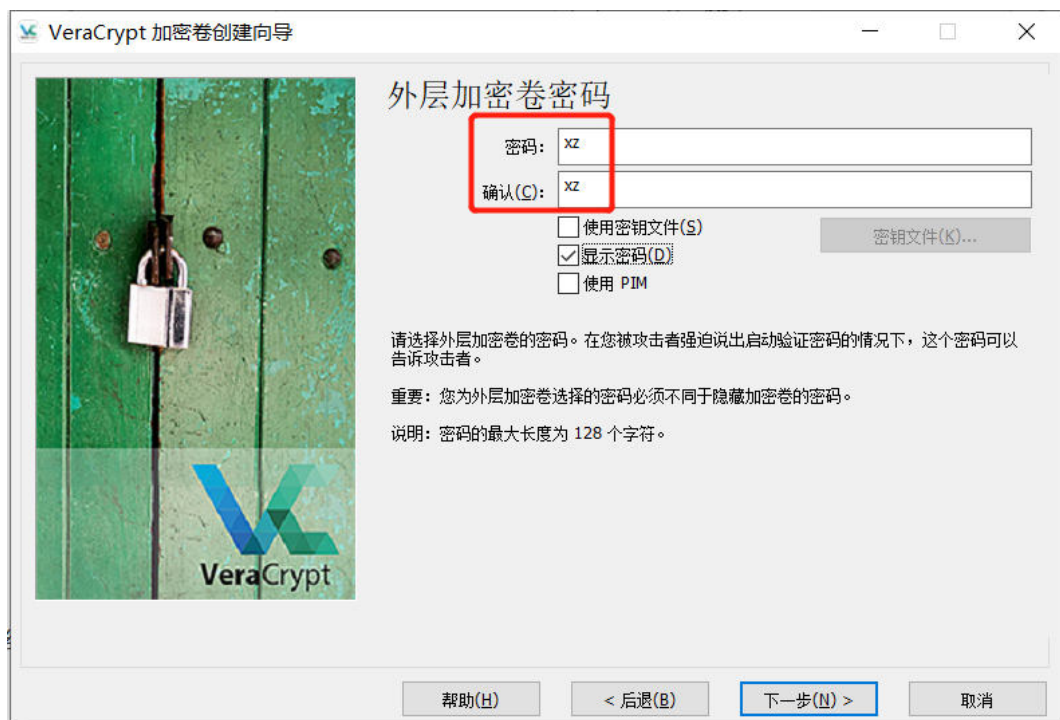 VeraCrypt 加密卷创建向导
外层加密卷密码
密码： xz
确认(C)： xz
使用密钥文件(S)
密钥文件(K)...
显示密码(D)
使用 PIM
请选择外层加密卷的密码。在您被攻击者强迫说出启动验证密码的情况下，这个密码可以
告诉攻击者。
重要：您为外层加密卷选择的密码必须不同于隐藏加密卷的密码。
说明：密码的最大长度为 128 个字符。
VeraCrypt
帮助(H)
< 后退(B)
下一步(N) >
取消